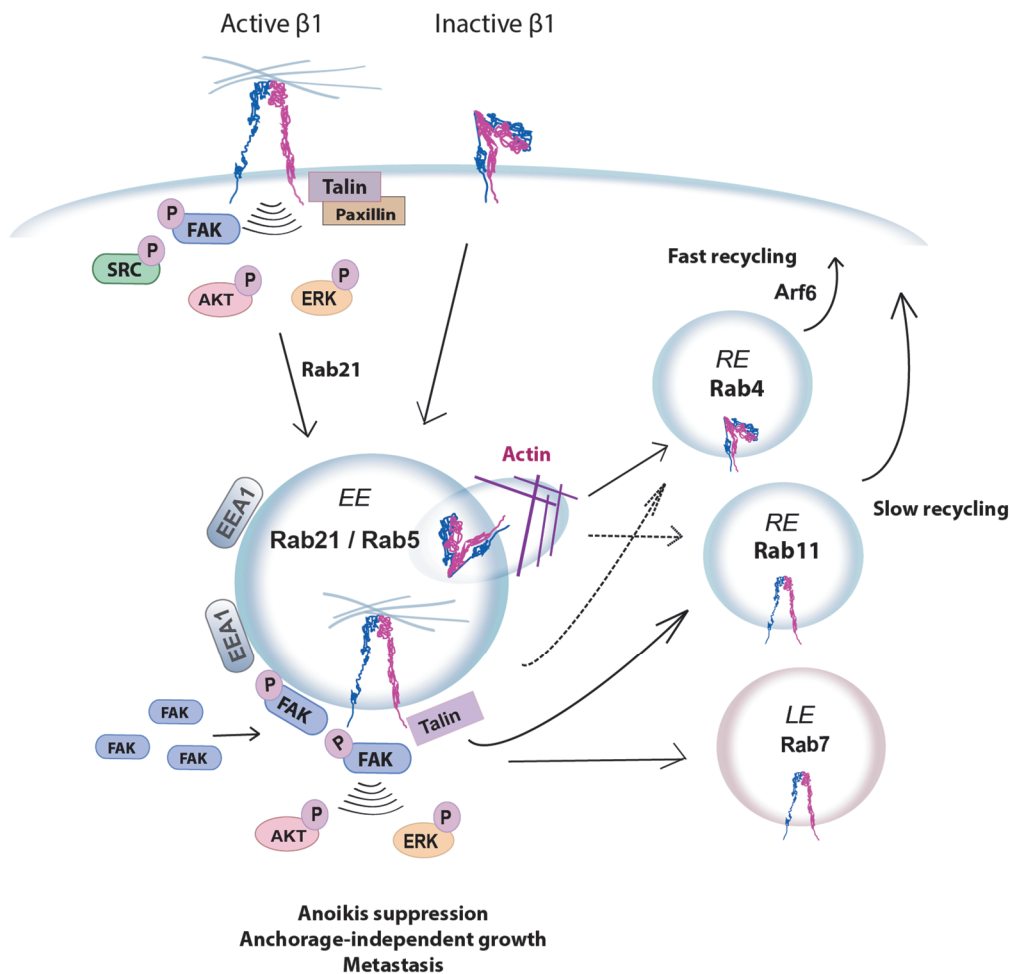 Active β1
Inactive β1
Talin
Paxillin
P
FAK
P
SRC
P
AKT
P
ERK
Rab21
Fast recycling
Arf6
RE
Rab4
Actin
EEA1
EE
Rab21 / Rab5
Slow recycling
RE
Rab11
EEA1
P
FAK
Talin
FAK
FAK
FAK
P
FAK
LE
Rab7
P
AKT
P
ERK
Anoikis suppression
Anchorage-independent growth
Metastasis